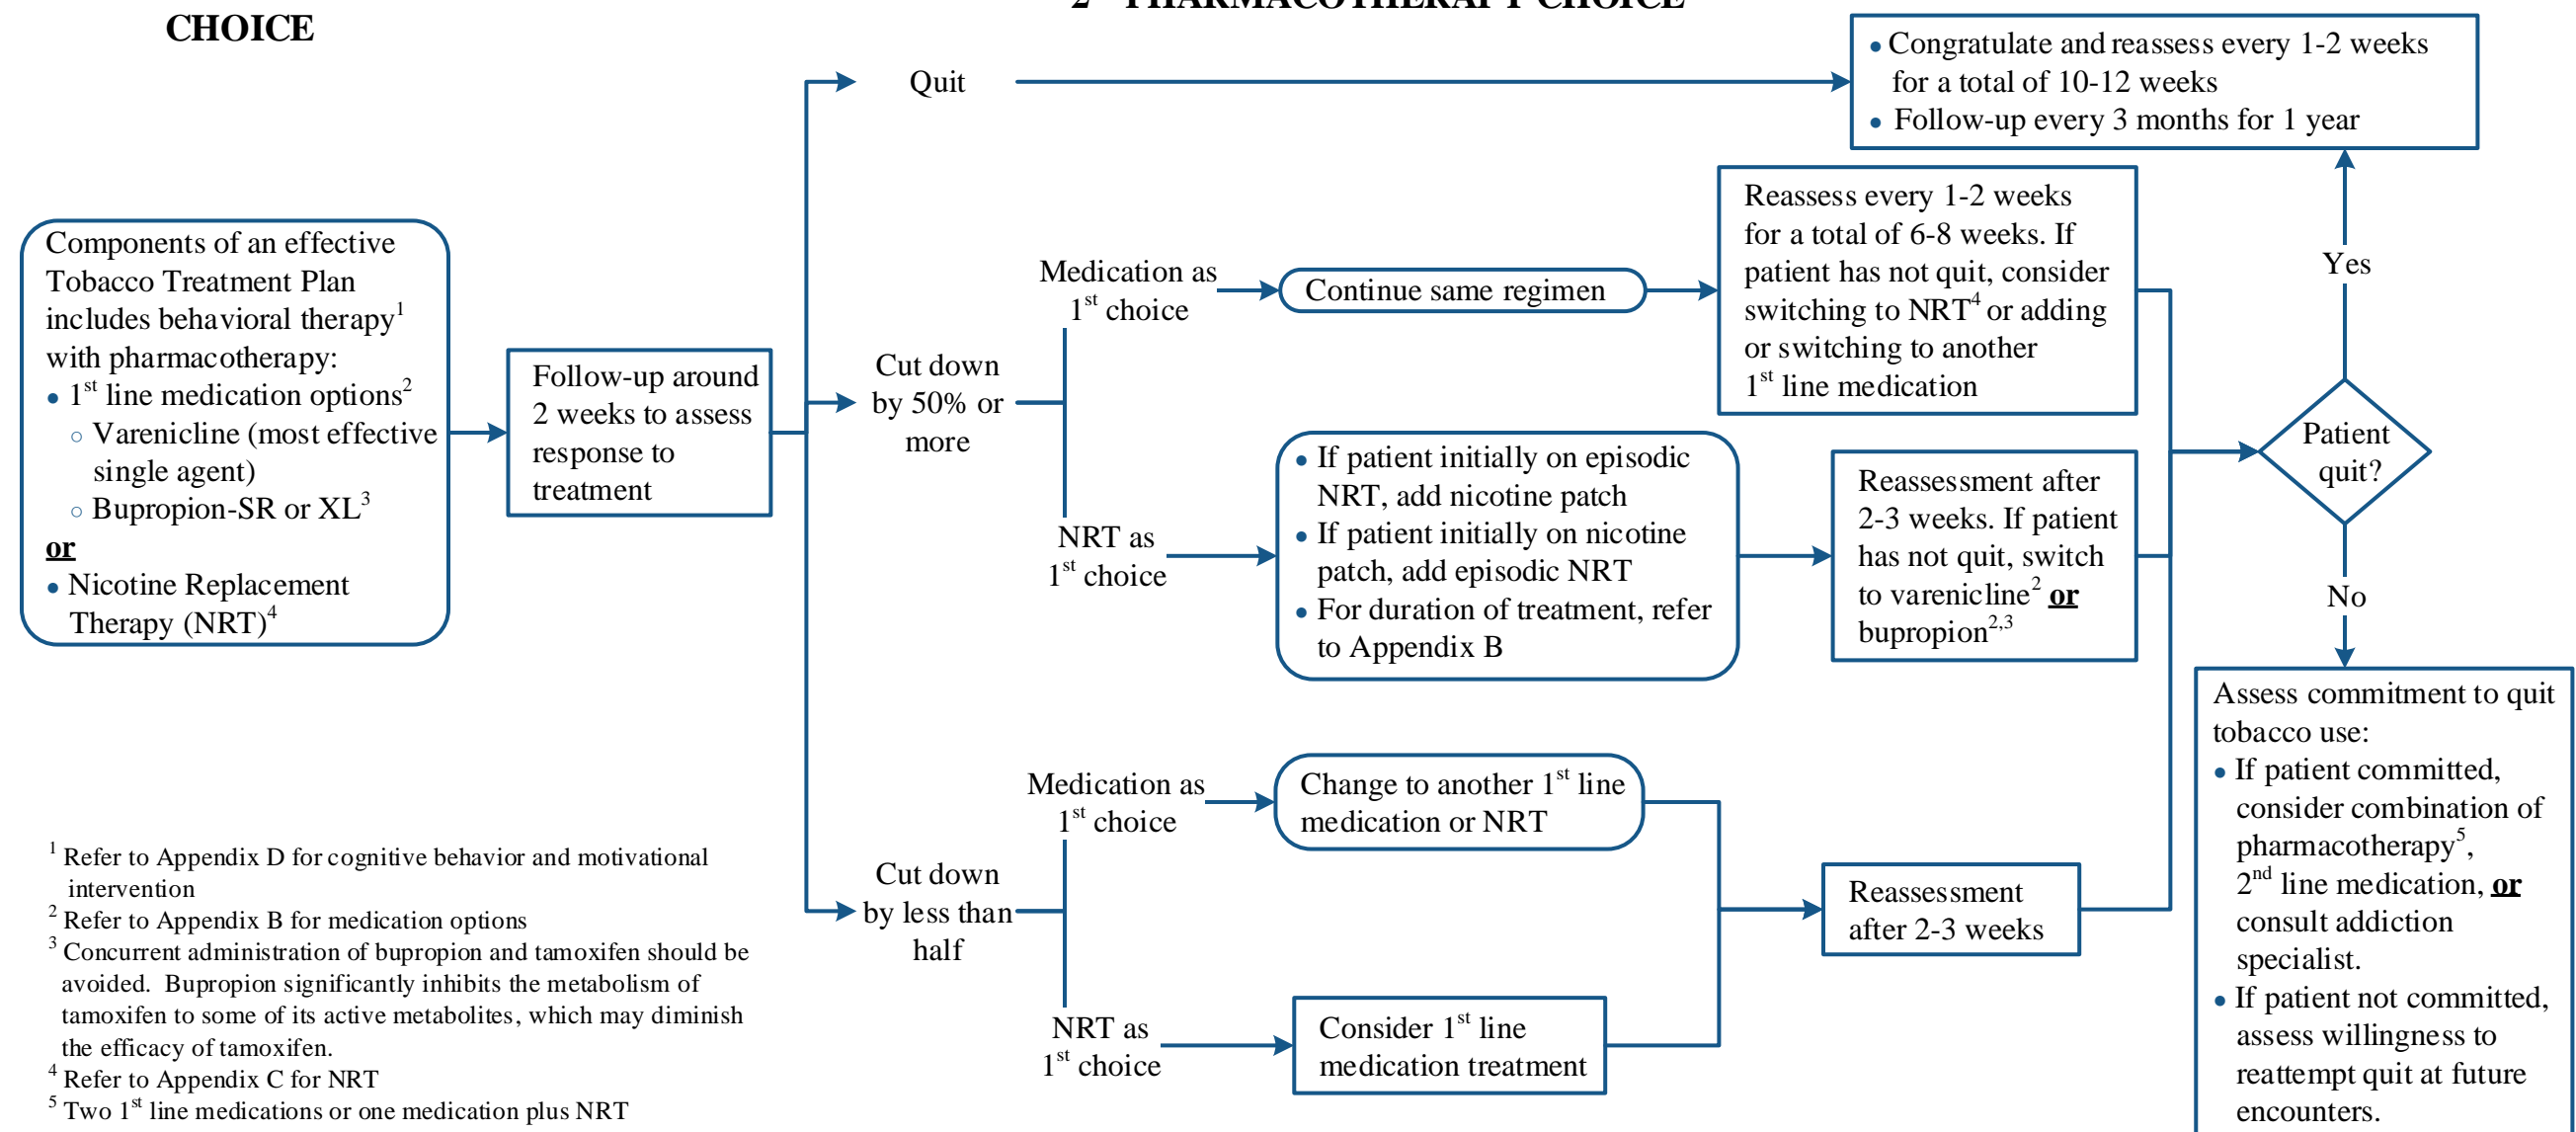 CHOICE
2 PHARMACOTHERAPY CHOICE
Components of an effective
Tobacco Treatment Plan
includes behavioral therapy¹
with pharmacotherapy:
• 1st line medication options²
○ Varenicline (most effective
single agent)
○ Bupropion-SR or XL³
or
• Nicotine Replacement
Therapy (NRT)⁴
Follow-up around
2 weeks to assess
response to
treatment
Quit
• Congratulate and reassess every 1-2 weeks
for a total of 10-12 weeks
• Follow-up every 3 months for 1 year
Cut down
by 50% or
more
Medication as
1st choice
Continue same regimen
Reassess every 1-2 weeks
for a total of 6-8 weeks. If
patient has not quit, consider
switching to NRT⁴ or adding
or switching to another
1st line medication
NRT as
1st choice
• If patient initially on episodic
NRT, add nicotine patch
• If patient initially on nicotine
patch, add episodic NRT
• For duration of treatment, refer
to Appendix B
Reassessment after
2-3 weeks. If patient
has not quit, switch
to varenicline² or
bupropion²,³
Cut down
by less than
half
Medication as
1st choice
Change to another 1st line
medication or NRT
NRT as
1st choice
Consider 1st line
medication treatment
Reassessment
after 2-3 weeks
Patient
quit?
Yes
No
Assess commitment to quit
tobacco use:
• If patient committed,
consider combination of
pharmacotherapy⁵,
2nd line medication, or
consult addiction
specialist.
• If patient not committed,
assess willingness to
reattempt quit at future
encounters.
¹ Refer to Appendix D for cognitive behavior and motivational
intervention
² Refer to Appendix B for medication options
³ Concurrent administration of bupropion and tamoxifen should be
avoided.  Bupropion significantly inhibits the metabolism of
tamoxifen to some of its active metabolites, which may diminish
the efficacy of tamoxifen.
⁴ Refer to Appendix C for NRT
⁵ Two 1st line medications or one medication plus NRT